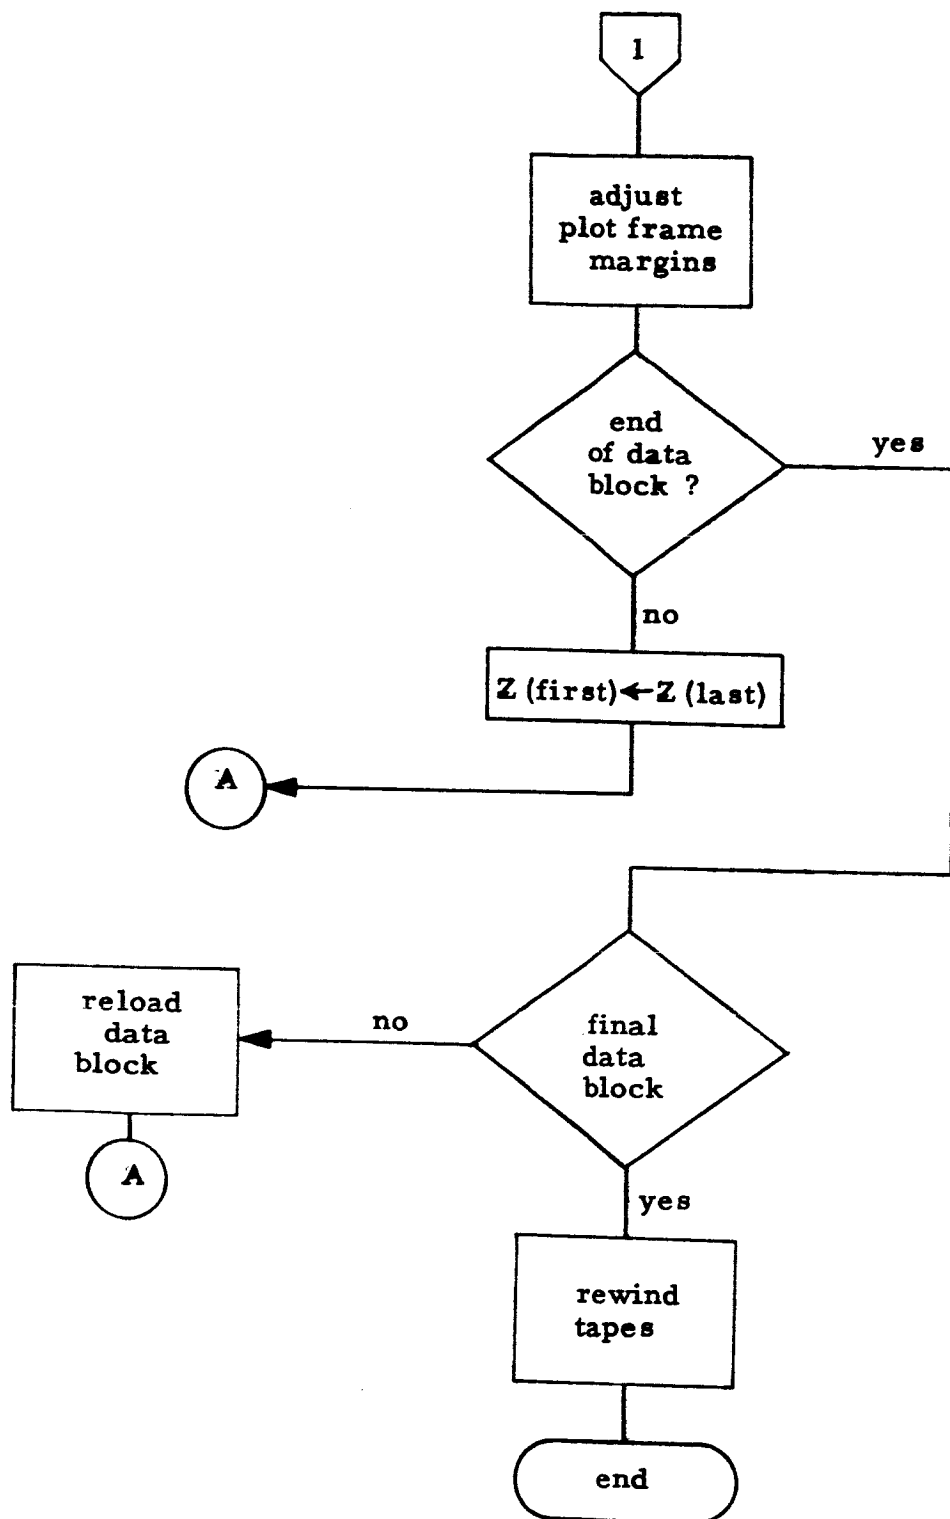 1
adjust
plot frame
margins
end
of data
block ?
yes
no
Z (first)←Z (last)
A
reload
data
block
no
final
data
block
A
yes
rewind
tapes
end